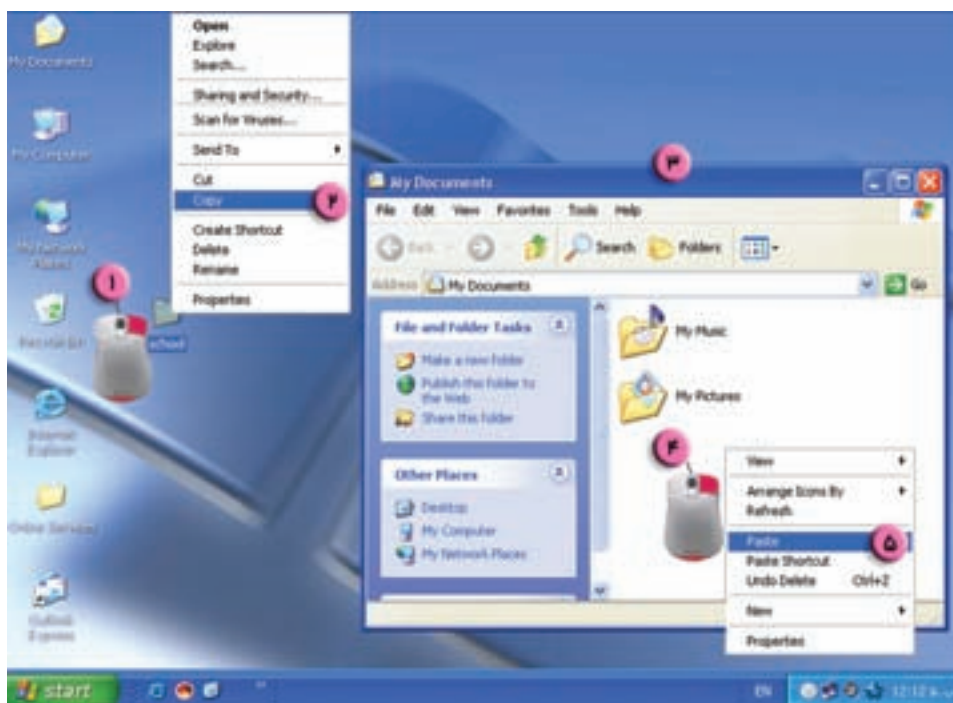 My Documents
My Computer
My Network
Places
Recycle Bin
Internet
Explorer
Online Services
Outlook
Express
۱
school
Open
Explore
Search...
Sharing and Security...
Scan for Viruses...
Send To
Cut
Copy
۲
Create Shortcut
Delete
Rename
Properties
۳
My Documents
File Edit View Favorites Tools Help
Back Search Folders
Address My Documents Go
File and Folder Tasks
Make a new folder
Publish this folder to
the Web
Share this folder
Other Places
Desktop
My Computer
My Network Places
My Music
My Pictures
۴
View
Arrange Icons By
Refresh
Paste
۵
Paste Shortcut
Undo Delete Ctrl+Z
New
Properties
start
EN